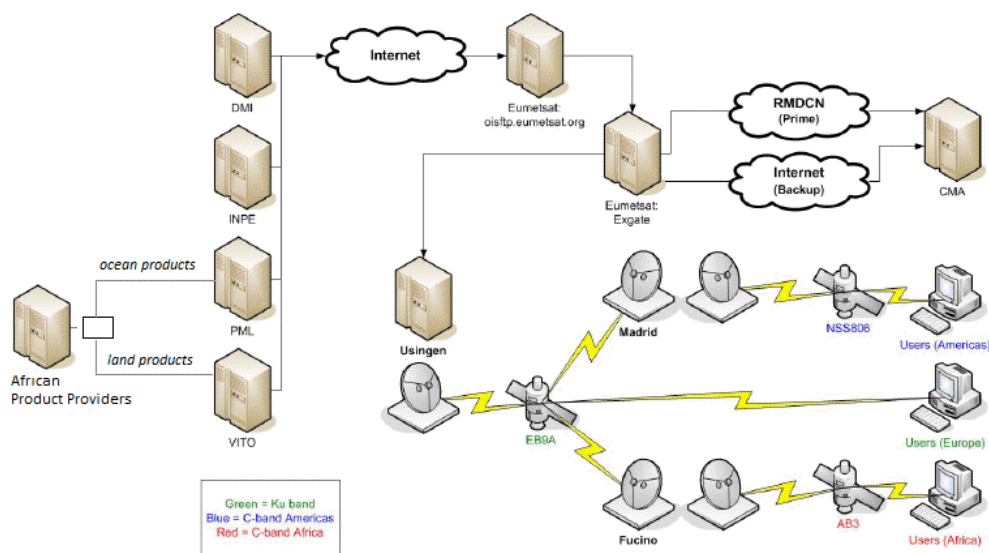 DMI
Internet
Eumetsat:
oisftp.eumetsat.org
RMDCN
(Prime)
Internet
(Backup)
CMA
Eumetsat:
Exgate
INPE
ocean products
PML
land products
African
Product Providers
VITO
Usingen
Madrid
NSS806
Users (Americas)
EB9A
Users (Europe)
Fucino
AB3
Users (Africa)
Green = Ku band
Blue = C-band Americas
Red = C-band Africa